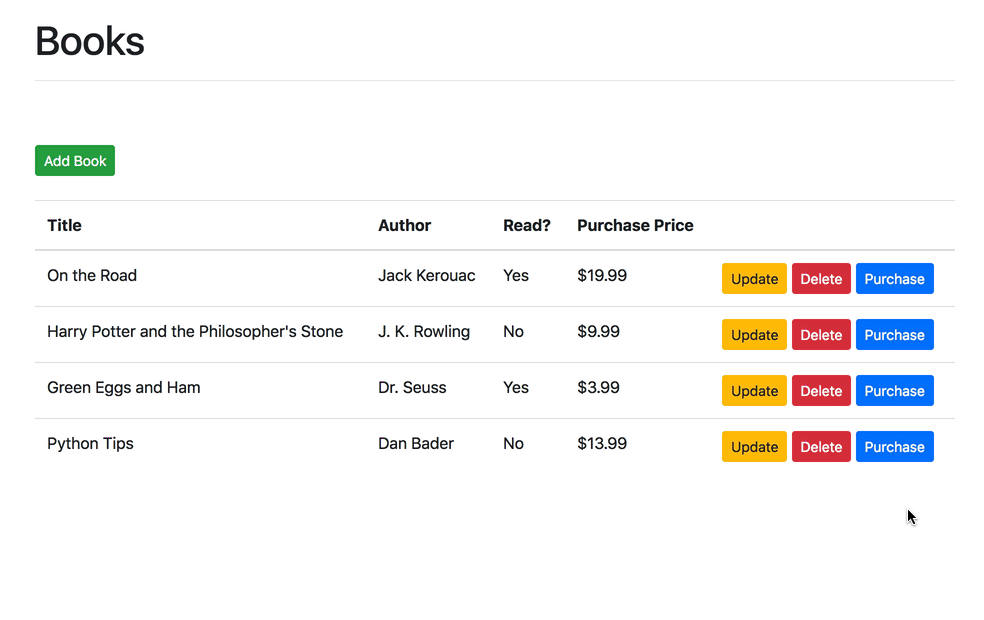 Books
Add Book
Title Author Read? Purchase Price
On the Road Jack Kerouac Yes $19.99 Update Delete Purchase
Harry Potter and the Philosopher's Stone J. K. Rowling No $9.99 Update Delete Purchase
Green Eggs and Ham Dr. Seuss Yes $3.99 Update Delete Purchase
Python Tips Dan Bader No $13.99 Update Delete Purchase